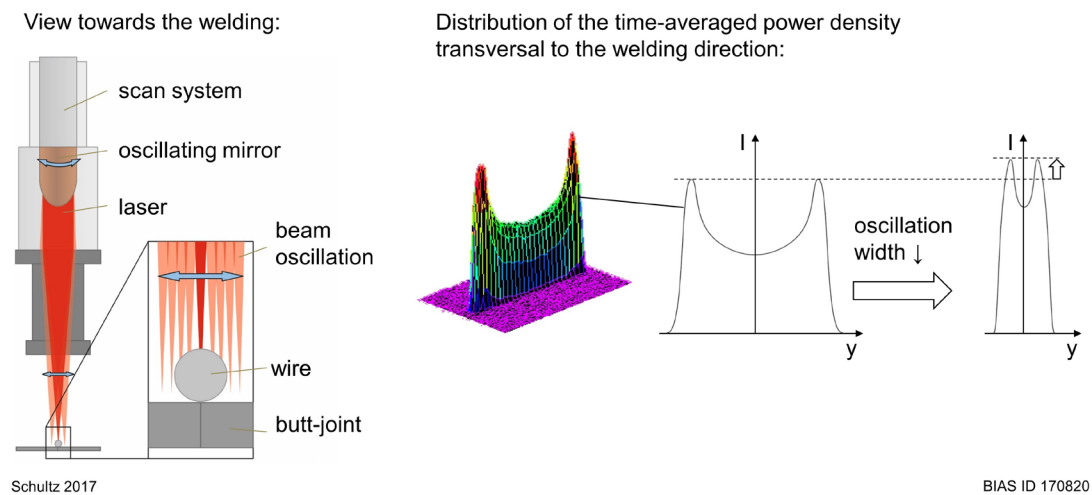 View towards the welding:
scan system
oscillating mirror
laser
beam
oscillation
wire
butt-joint
Schultz 2017
Distribution of the time-averaged power density
transversal to the welding direction:
I
y
oscillation
width ↓
I
y
BIAS ID 170820